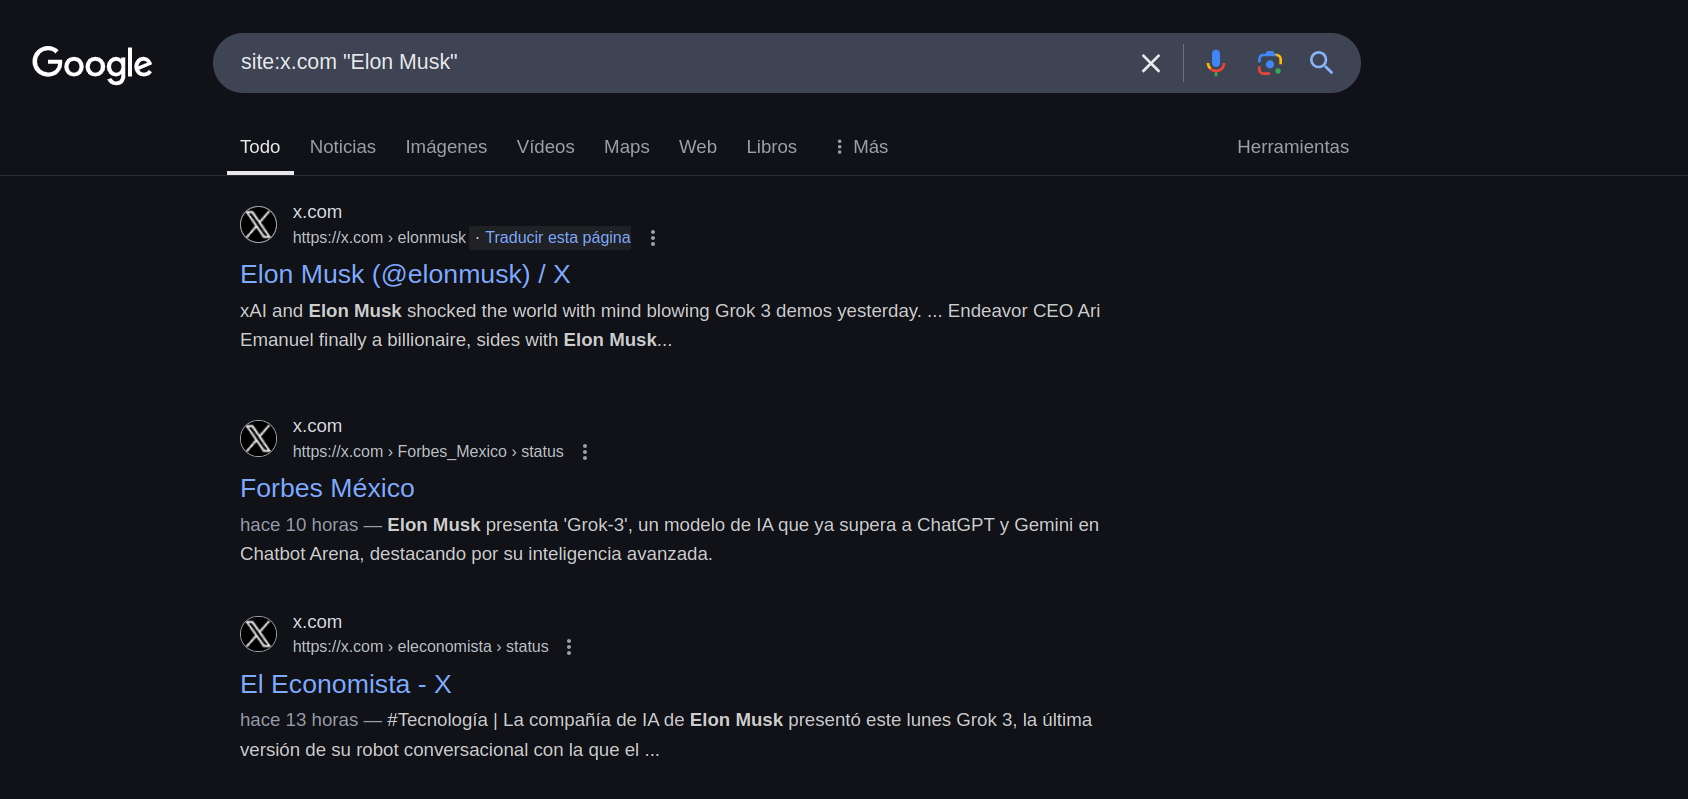 Google
site:x.com "Elon Musk"
Todo Noticias Imágenes Vídeos Maps Web Libros Más Herramientas
x.com
https://x.com › elonmusk · Traducir esta página
Elon Musk (@elonmusk) / X
xAI and Elon Musk shocked the world with mind blowing Grok 3 demos yesterday. ... Endeavor CEO Ari
Emanuel finally a billionaire, sides with Elon Musk...
x.com
https://x.com › Forbes_Mexico › status
Forbes México
hace 10 horas — Elon Musk presenta 'Grok-3', un modelo de IA que ya supera a ChatGPT y Gemini en
Chatbot Arena, destacando por su inteligencia avanzada.
x.com
https://x.com › eleconomista › status
El Economista - X
hace 13 horas — #Tecnología | La compañía de IA de Elon Musk presentó este lunes Grok 3, la última
versión de su robot conversacional con la que el ...